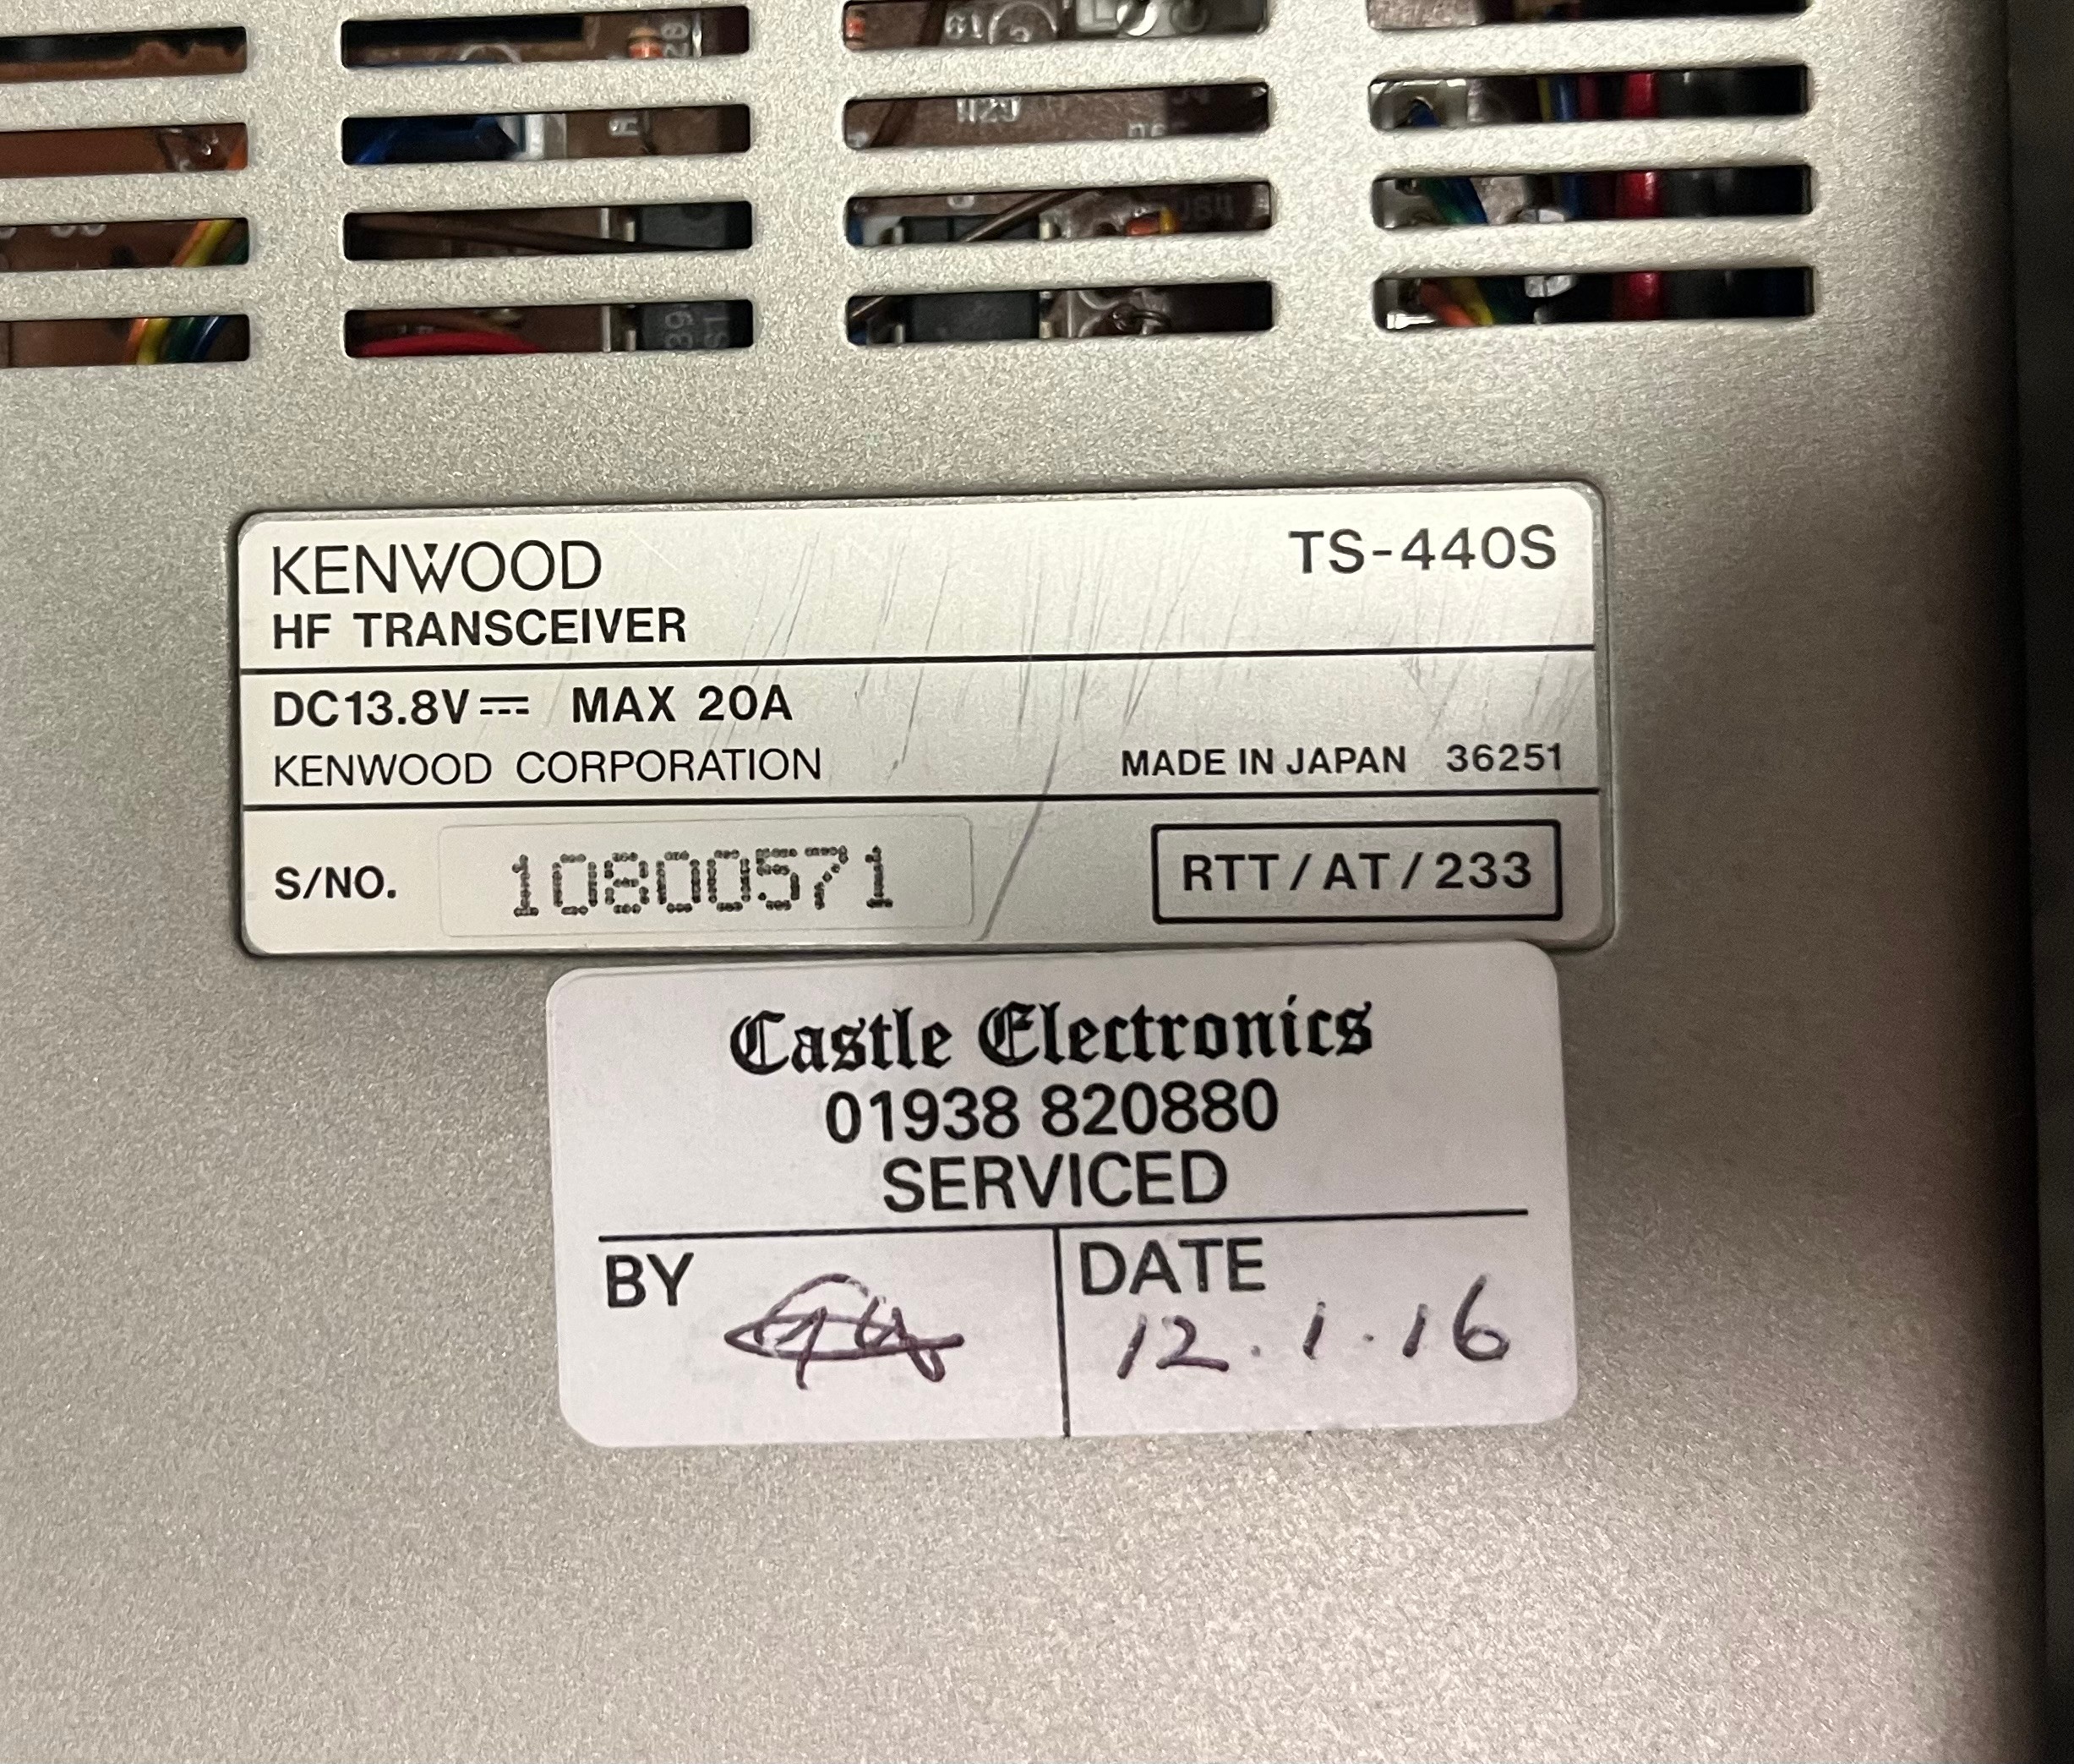 KENWOOD TS-440S
HF TRANSCEIVER
DC13.8V⎓ MAX 20A
KENWOOD CORPORATION MADE IN JAPAN 36251
S/NO. 10800571 RTT/AT/233
Castle Electronics
01938 820880
SERVICED
BY DATE
12.1.16